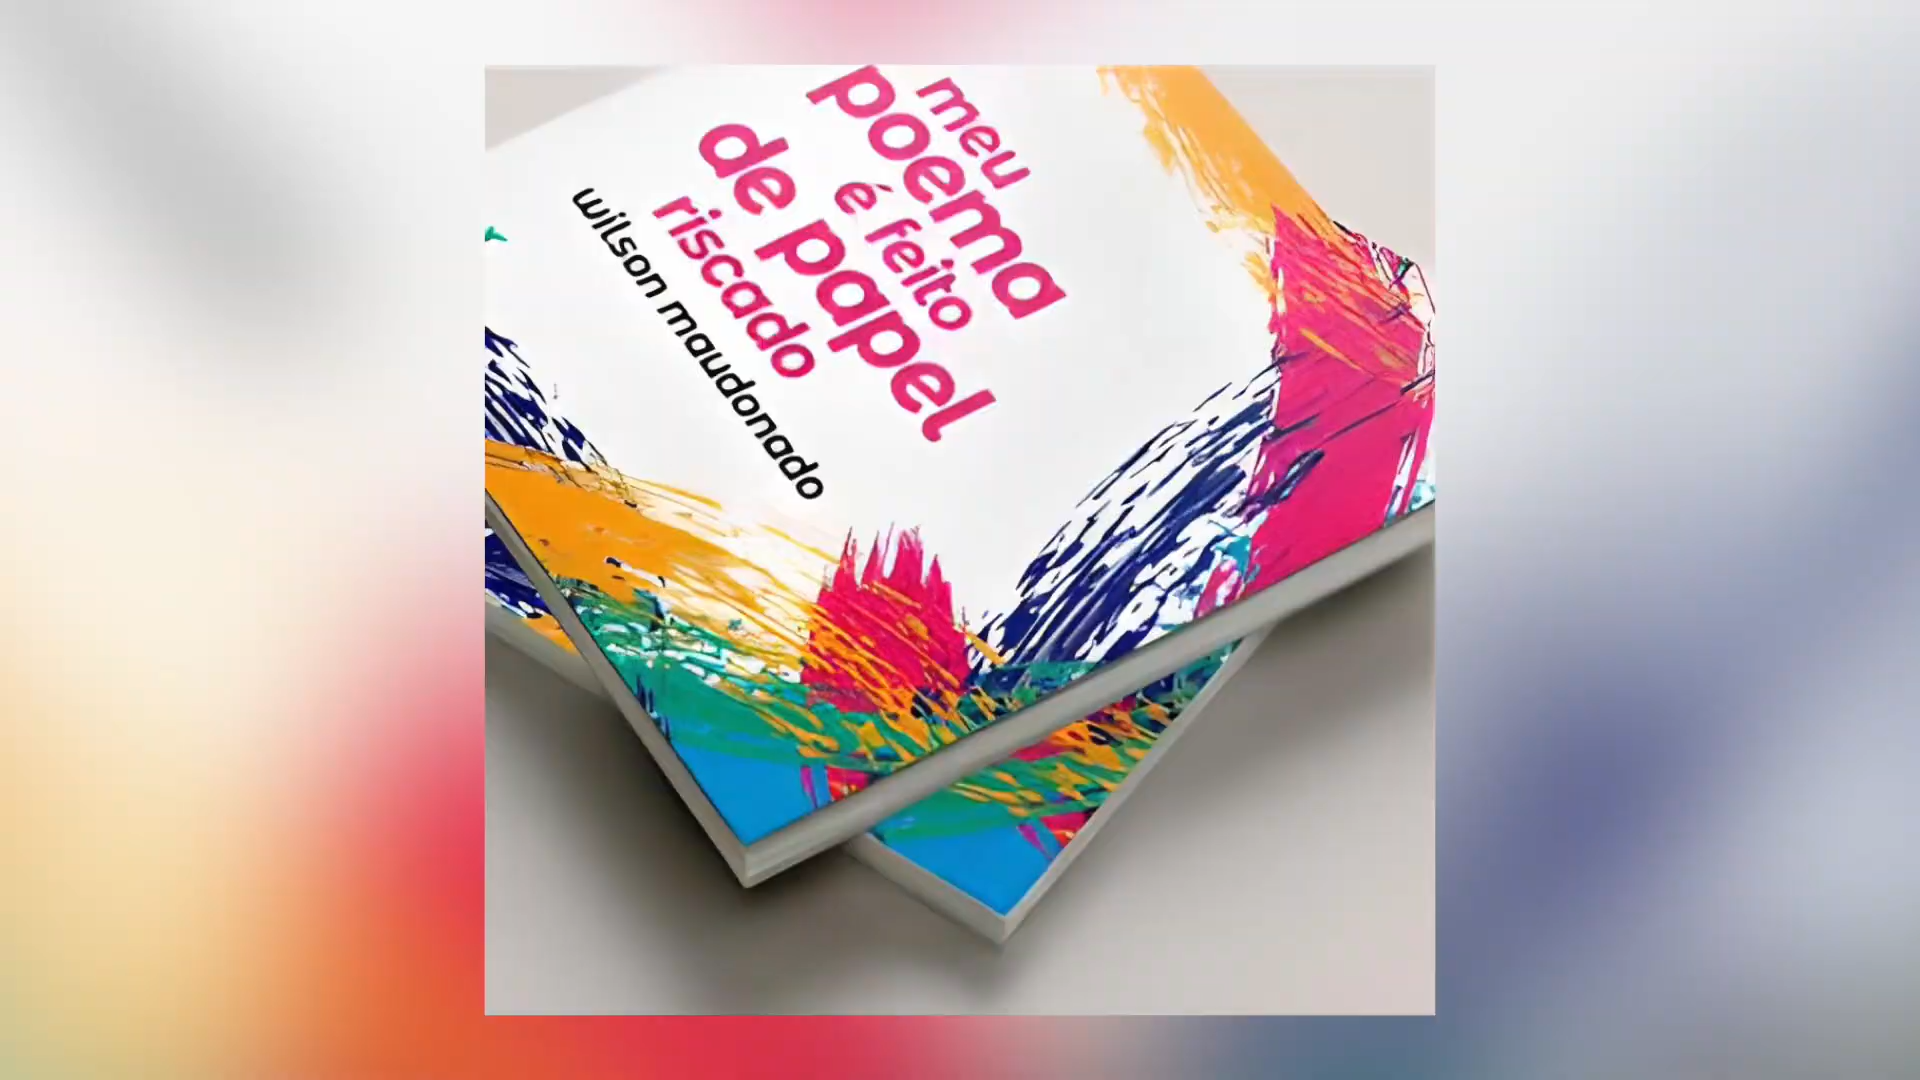 meu
poema
é feito
de papel
riscado
wilson maudonado